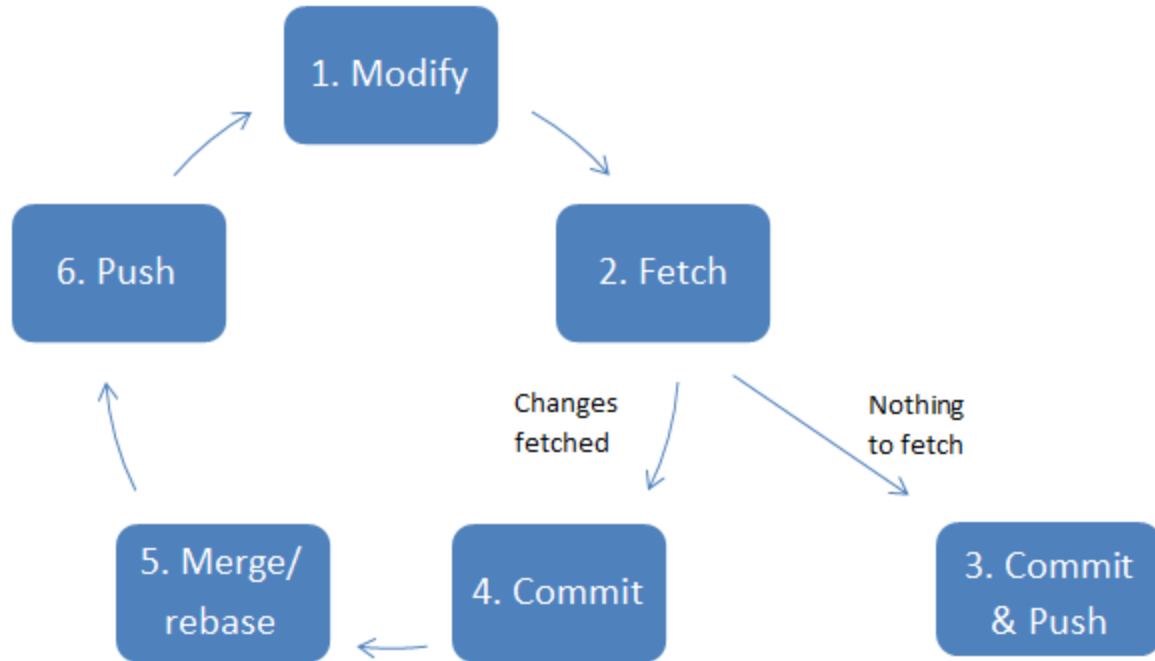 1. Modify
6. Push
2. Fetch
Changes
fetched
Nothing
to fetch
5. Merge/
rebase
4. Commit
3. Commit
& Push